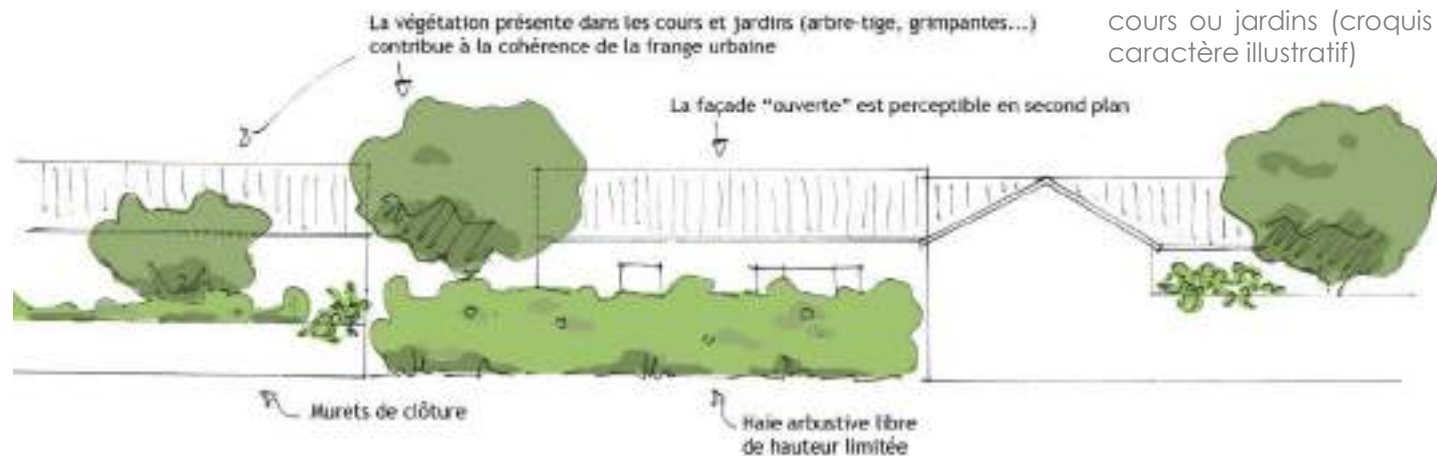 La végétation présente dans les cours et jardins (arbre-tige, grimpantes...)
contribue à la cohérence de la frange urbaine
cours ou jardins (croquis
caractère illustratif)
La façade "ouverte" est perceptible en second plan
Murets de clôture
Haie arbustive libre
de hauteur limitée